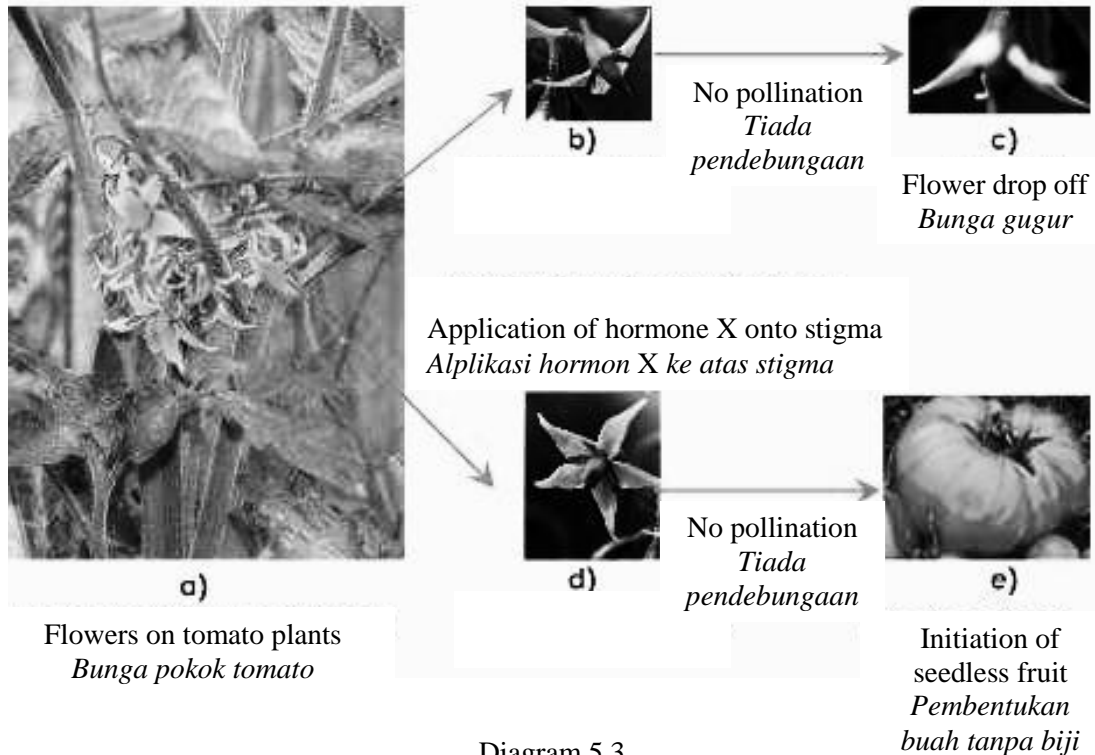 b)
No pollination
Tiada
pendebungaan
c)
Flower drop off
Bunga gugur
Application of hormone X onto stigma
Alplikasi hormon X ke atas stigma
a)
Flowers on tomato plants
Bunga pokok tomato
d)
No pollination
Tiada
pendebungaan
e)
Initiation of
seedless fruit
Pembentukan
buah tanpa biji
Diagram 5.3